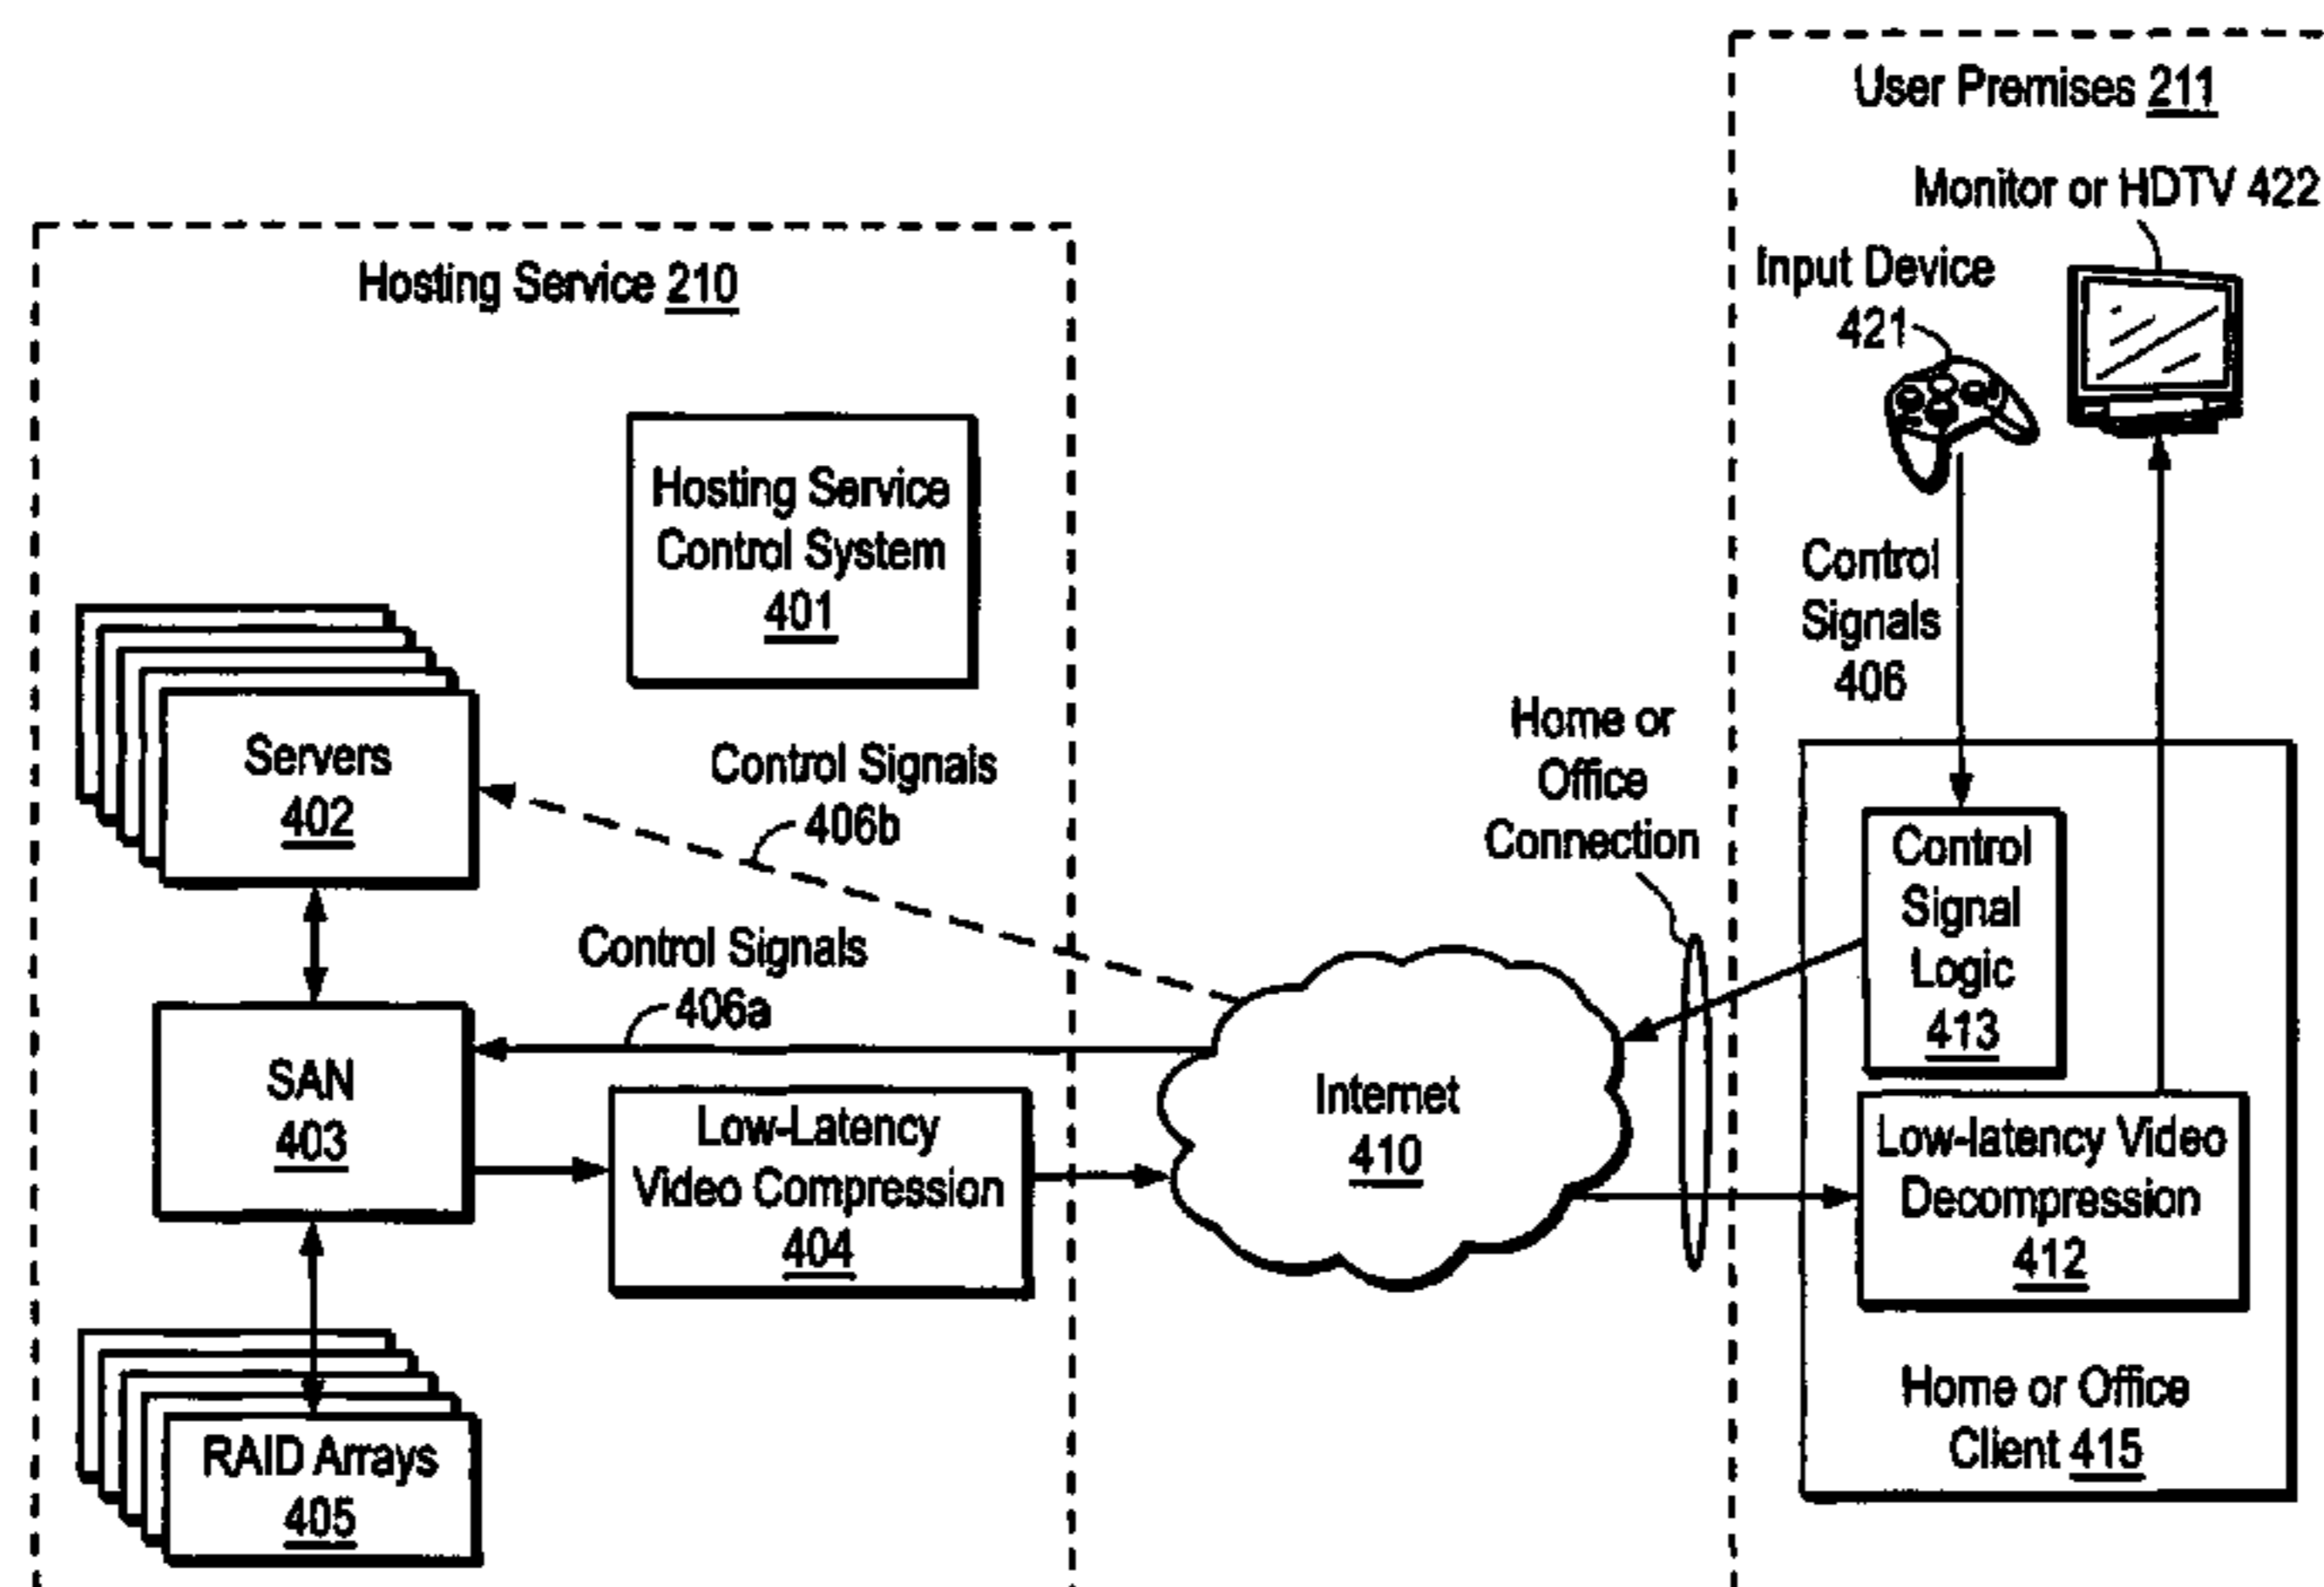 User Premises 211
Monitor or HDTV 422
Input Device
421
Hosting Service 210
Hosting Service
Control System
401
Control
Signals
406
Servers
402
Control Signals
406b
Home or
Office
Connection
Control
Signal
Logic
413
Control Signals
406a
SAN
403
Low-Latency
Video Compression
404
Internet
410
Low-latency Video
Decompression
412
Home or Office
Client 415
RAID Arrays
405